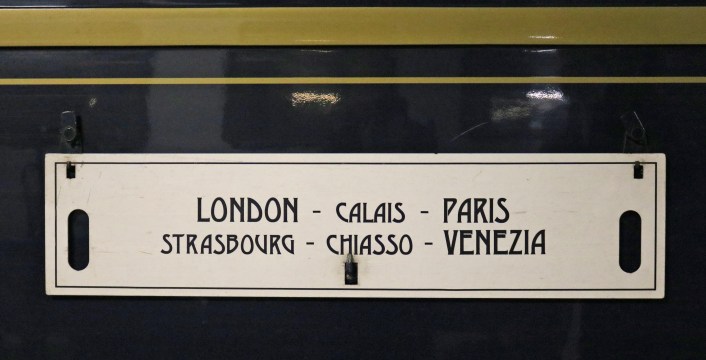 LONDON - CALAIS - PARIS
STRASBOURG - CHIASSO - VENEZIA